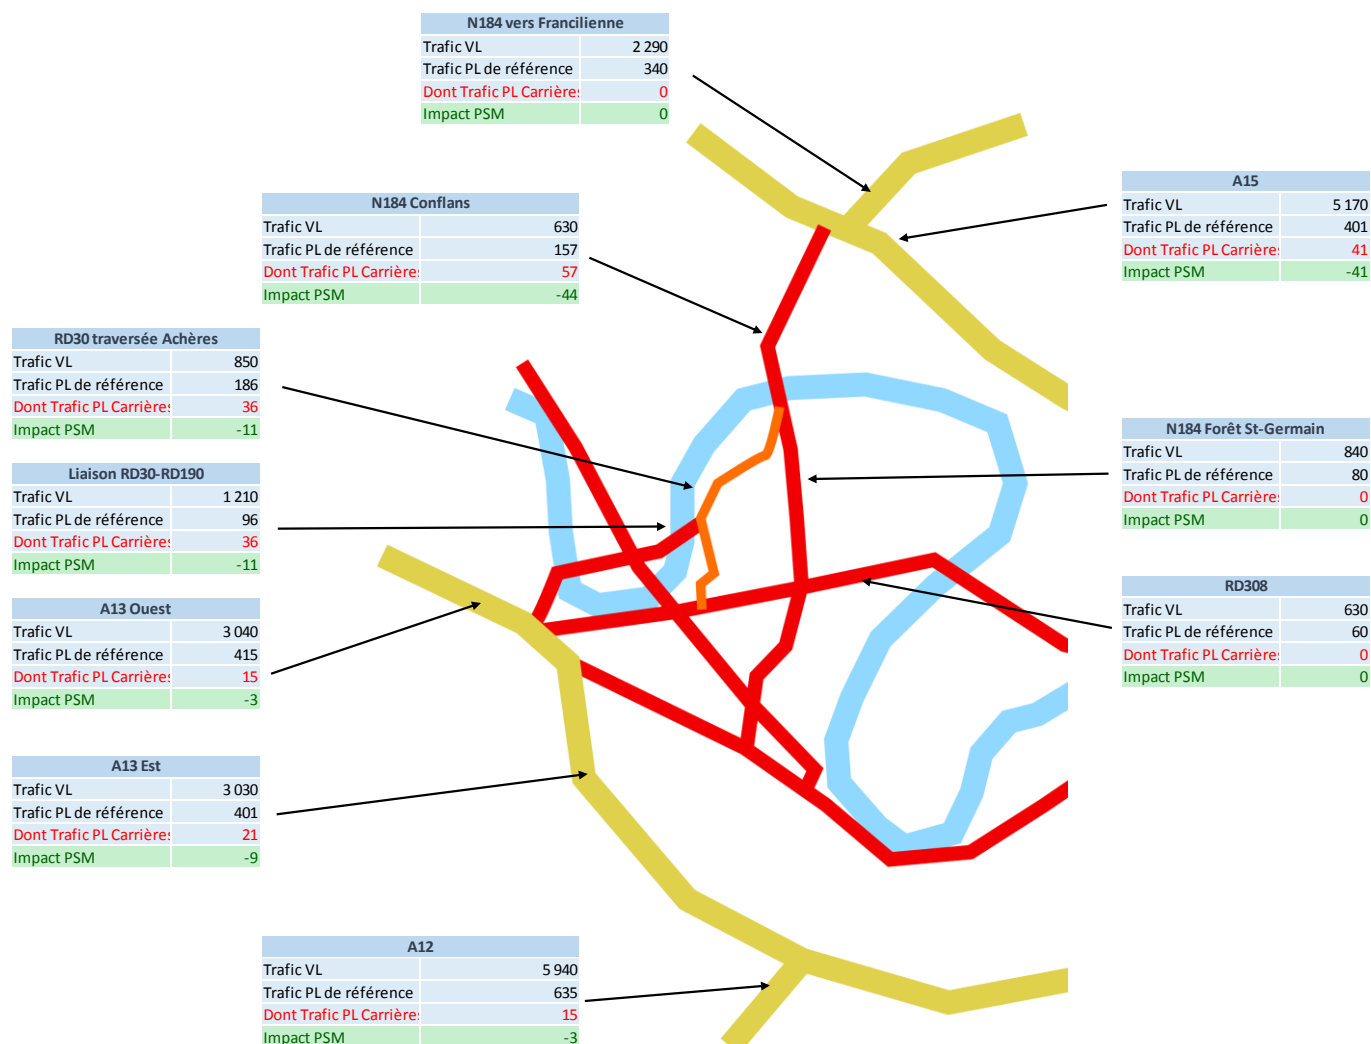 N184 vers Francilienne
Trafic VL 2 290
Trafic PL de référence 340
Dont Trafic PL Carrière 0
Impact PSM 0
A15
Trafic VL 5 170
Trafic PL de référence 401
Dont Trafic PL Carrière 41
Impact PSM -41
N184 Conflans
Trafic VL 630
Trafic PL de référence 157
Dont Trafic PL Carrière 57
Impact PSM -44
RD30 traversée Achères
Trafic VL 850
Trafic PL de référence 186
Dont Trafic PL Carrière 36
Impact PSM -11
N184 Forêt St-Germain
Trafic VL 840
Trafic PL de référence 80
Dont Trafic PL Carrière 0
Impact PSM 0
Liaison RD30-RD190
Trafic VL 1 210
Trafic PL de référence 96
Dont Trafic PL Carrière 36
Impact PSM -11
RD308
Trafic VL 630
Trafic PL de référence 60
Dont Trafic PL Carrière 0
Impact PSM 0
A13 Ouest
Trafic VL 3 040
Trafic PL de référence 415
Dont Trafic PL Carrière 15
Impact PSM -3
A13 Est
Trafic VL 3 030
Trafic PL de référence 401
Dont Trafic PL Carrière 21
Impact PSM -9
A12
Trafic VL 5 940
Trafic PL de référence 635
Dont Trafic PL Carrière 15
Impact PSM -3